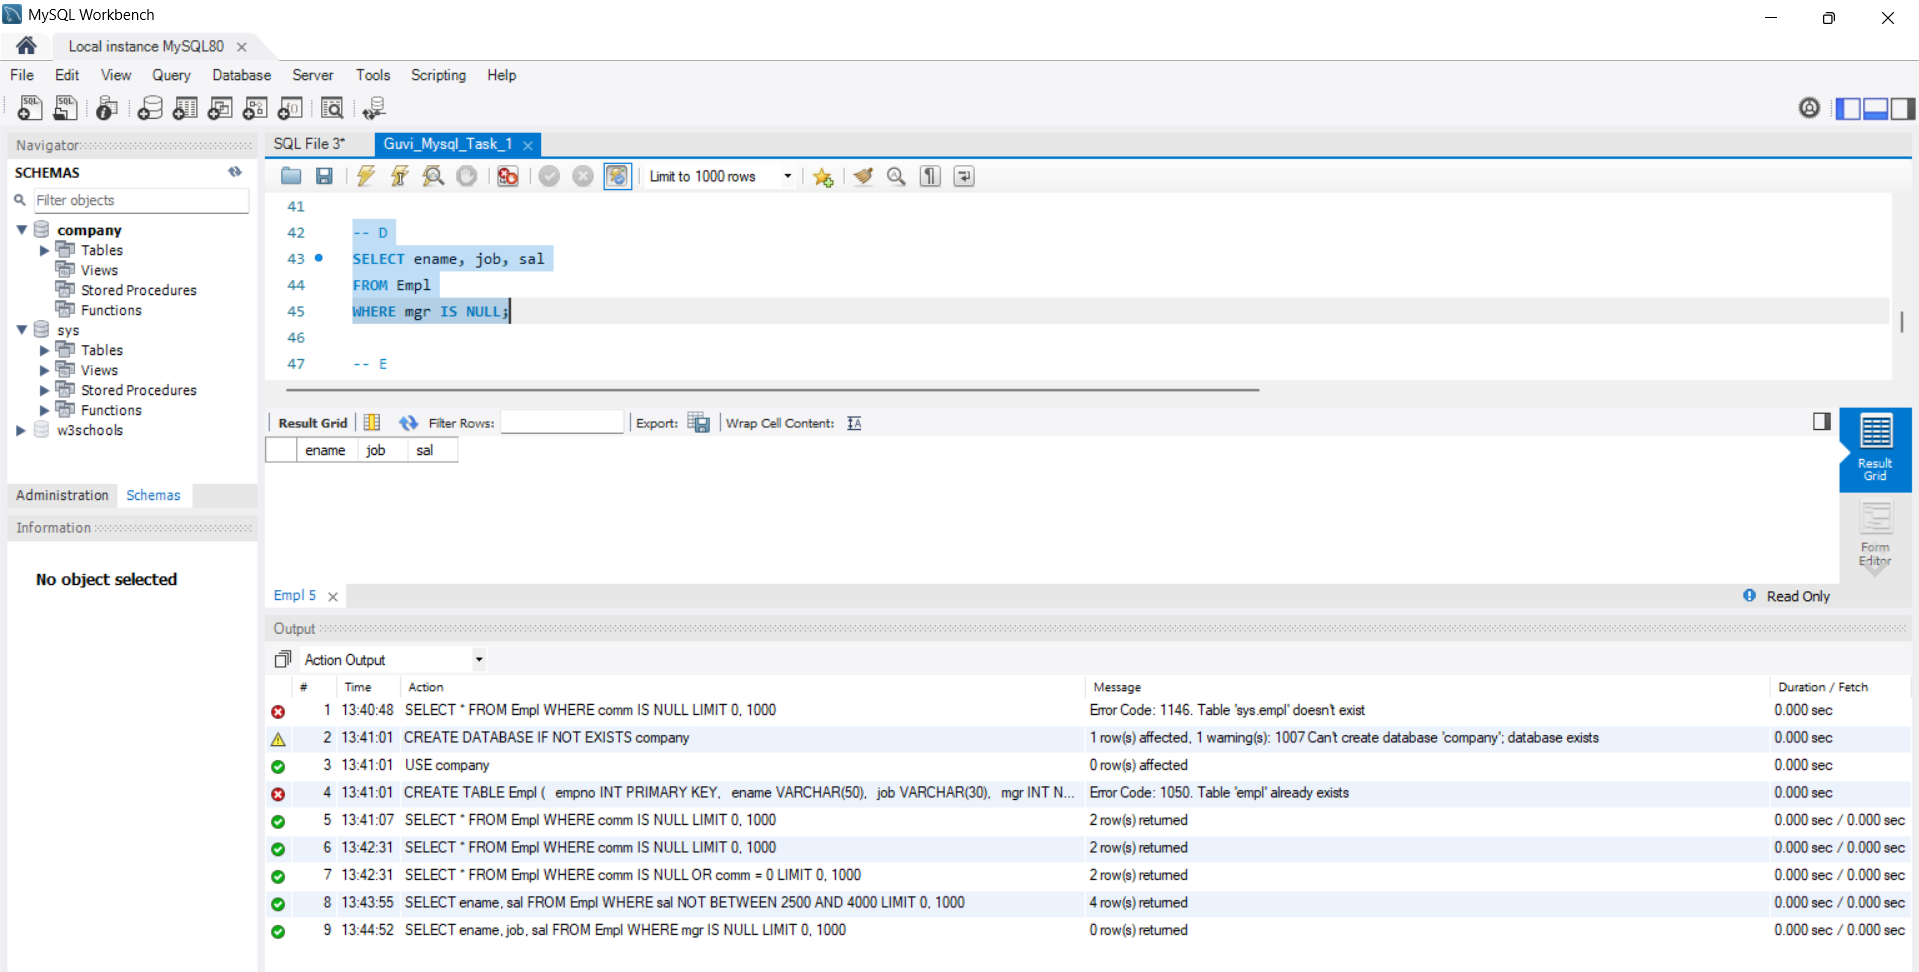 MySQL Workbench
Local instance MySQL80
File Edit View Query Database Server Tools Scripting Help
Navigator
SCHEMAS
Filter objects
company
Tables
Views
Stored Procedures
Functions
sys
Tables
Views
Stored Procedures
Functions
w3schools
Administration Schemas
Information
No object selected
SQL File 3* Guvi_Mysql_Task_1
Limit to 1000 rows
41
42 -- D
43 SELECT ename, job, sal
44 FROM Empl
45 WHERE mgr IS NULL;
46
47 -- E
Result Grid Filter Rows: Export: Wrap Cell Content:
ename job sal
Result Grid
Form Editor
Empl 5 Read Only
Output
Action Output
# Time Action Message Duration / Fetch
1 13:40:48 SELECT * FROM Empl WHERE comm IS NULL LIMIT 0, 1000 Error Code: 1146. Table 'sys.empl' doesn't exist 0.000 sec
2 13:41:01 CREATE DATABASE IF NOT EXISTS company 1 row(s) affected, 1 warning(s): 1007 Can't create database 'company'; database exists 0.000 sec
3 13:41:01 USE company 0 row(s) affected 0.000 sec
4 13:41:01 CREATE TABLE Empl ( empno INT PRIMARY KEY, ename VARCHAR(50), job VARCHAR(30), mgr INT N... Error Code: 1050. Table 'empl' already exists 0.000 sec
5 13:41:07 SELECT * FROM Empl WHERE comm IS NULL LIMIT 0, 1000 2 row(s) returned 0.000 sec / 0.000 sec
6 13:42:31 SELECT * FROM Empl WHERE comm IS NULL LIMIT 0, 1000 2 row(s) returned 0.000 sec / 0.000 sec
7 13:42:31 SELECT * FROM Empl WHERE comm IS NULL OR comm = 0 LIMIT 0, 1000 2 row(s) returned 0.000 sec / 0.000 sec
8 13:43:55 SELECT ename, sal FROM Empl WHERE sal NOT BETWEEN 2500 AND 4000 LIMIT 0, 1000 4 row(s) returned 0.000 sec / 0.000 sec
9 13:44:52 SELECT ename, job, sal FROM Empl WHERE mgr IS NULL LIMIT 0, 1000 0 row(s) returned 0.000 sec / 0.000 sec